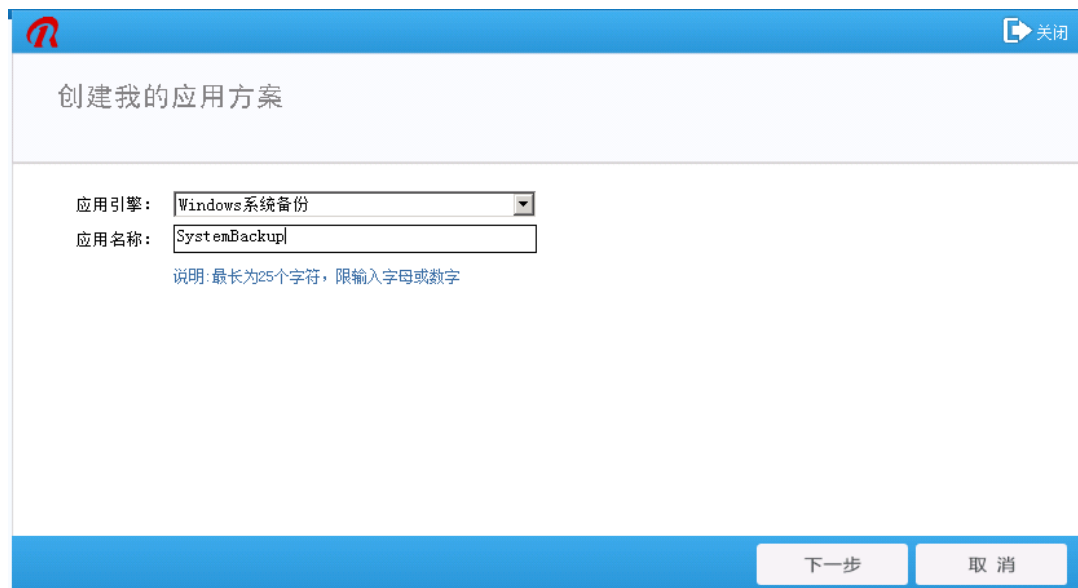 关闭
创建我的应用方案
应用引擎： Windows系统备份
应用名称： SystemBackup
说明:最长为25个字符，限输入字母或数字
下一步 取 消